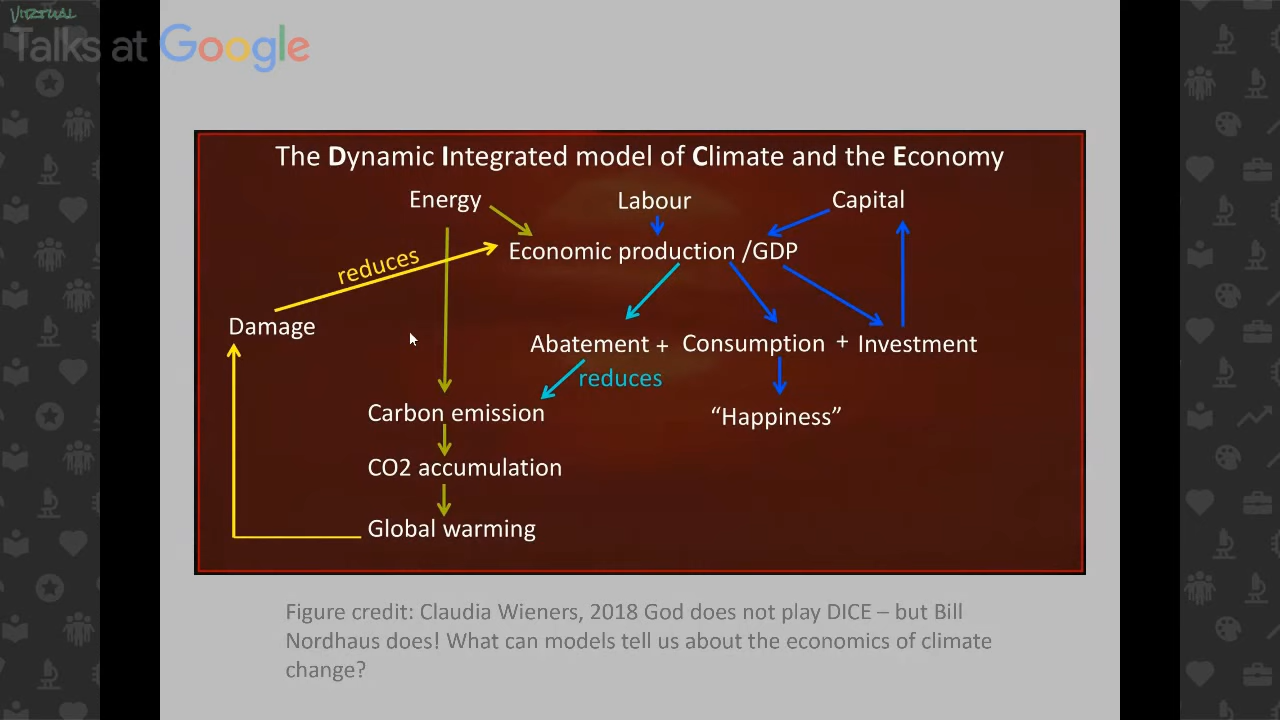 VIRTUAL
Talks at Google
The Dynamic Integrated model of Climate and the Economy
Energy
Labour
Capital
reduces
Economic production /GDP
Damage
Abatement + Consumption + Investment
reduces
Carbon emission
“Happiness”
CO2 accumulation
Global warming
Figure credit: Claudia Wieners, 2018 God does not play DICE – but Bill
Nordhaus does! What can models tell us about the economics of climate
change?